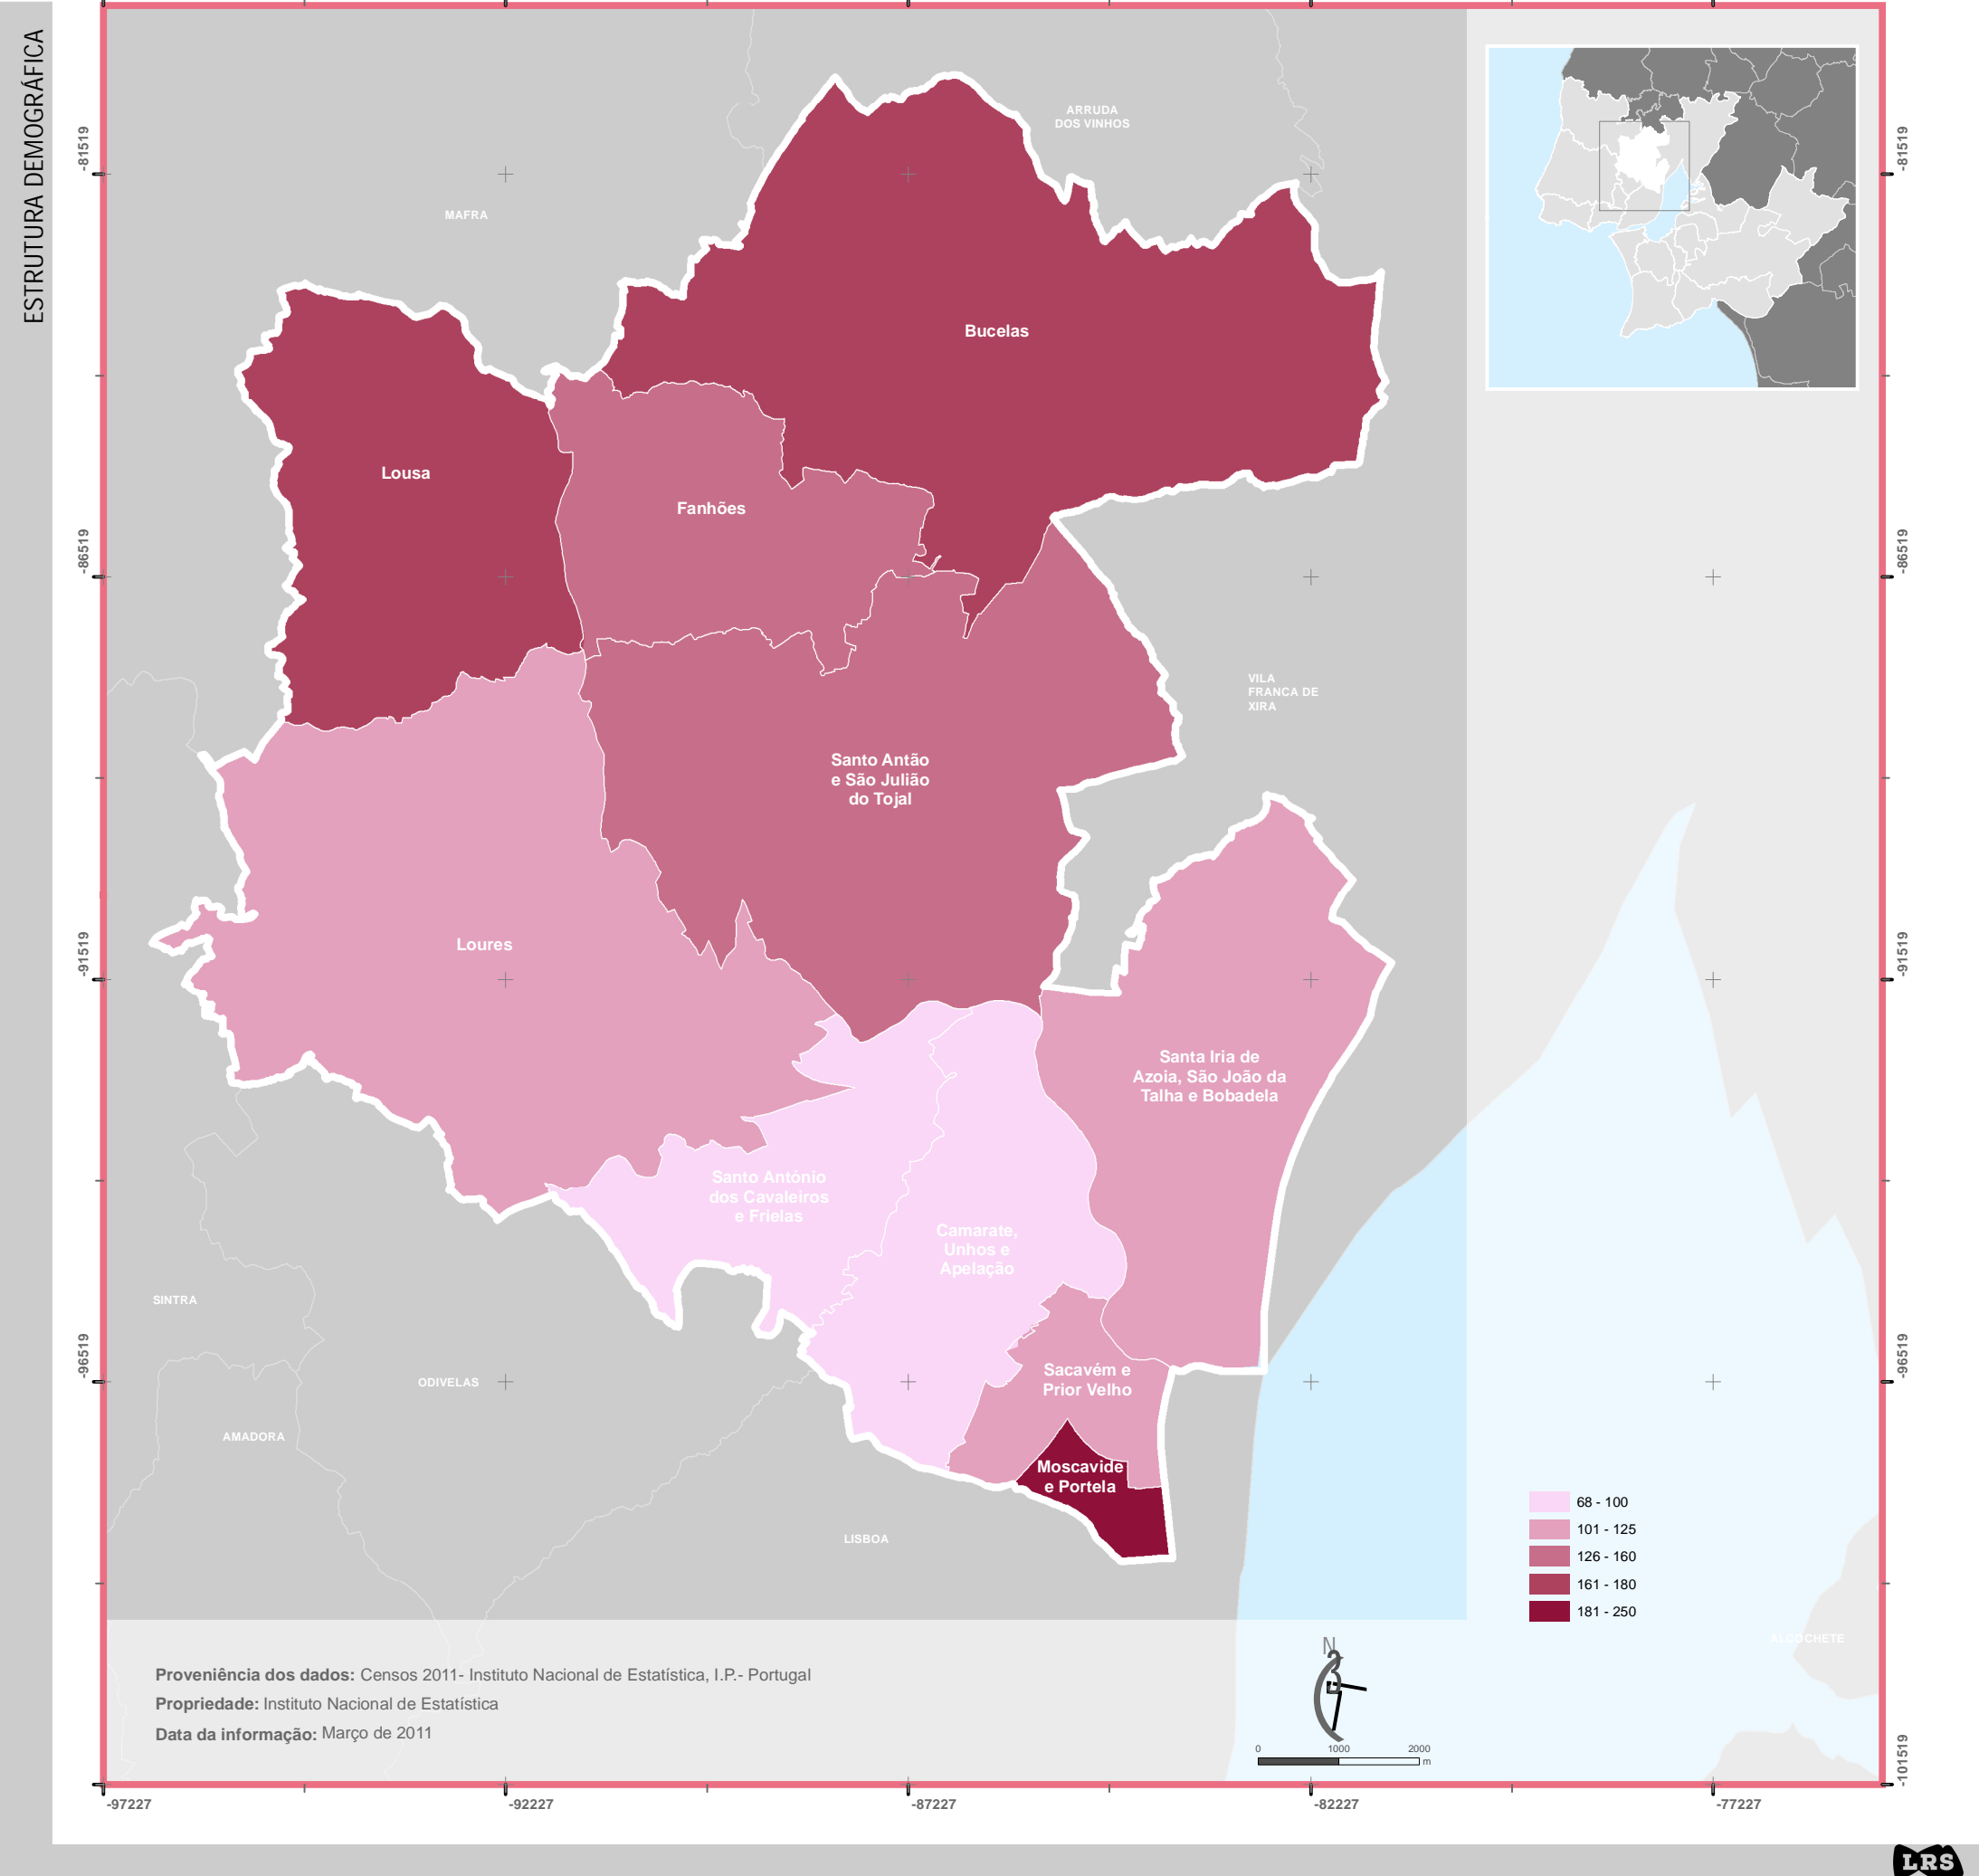 ESTRUTURA DEMOGRÁFICA
-81519
-86519
-91519
-96519
ARRUDA
DOS VINHOS
MAFRA
Bucelas
Lousa
Fanhões
VILA
FRANCA DE
XIRA
Santo Antão
e São Julião
do Tojal
Loures
Santa Iria de
Azoia, São João da
Talha e Bobadela
Santo António
dos Cavaleiros
e Frielas
Camarate,
Unhos e
Apelação
SINTRA
ODIVELAS
Sacavém e
Prior Velho
AMADORA
Moscavide
e Portela
LISBOA
-81519
-86519
-91519
-96519
-101519
68 - 100
101 - 125
126 - 160
161 - 180
181 - 250
ALCOCHETE
N
0 1000 2000
m
Proveniência dos dados: Censos 2011- Instituto Nacional de Estatística, I.P.- Portugal
Propriedade: Instituto Nacional de Estatística
Data da informação: Março de 2011
-97227 -92227 -87227 -82227 -77227
LRS